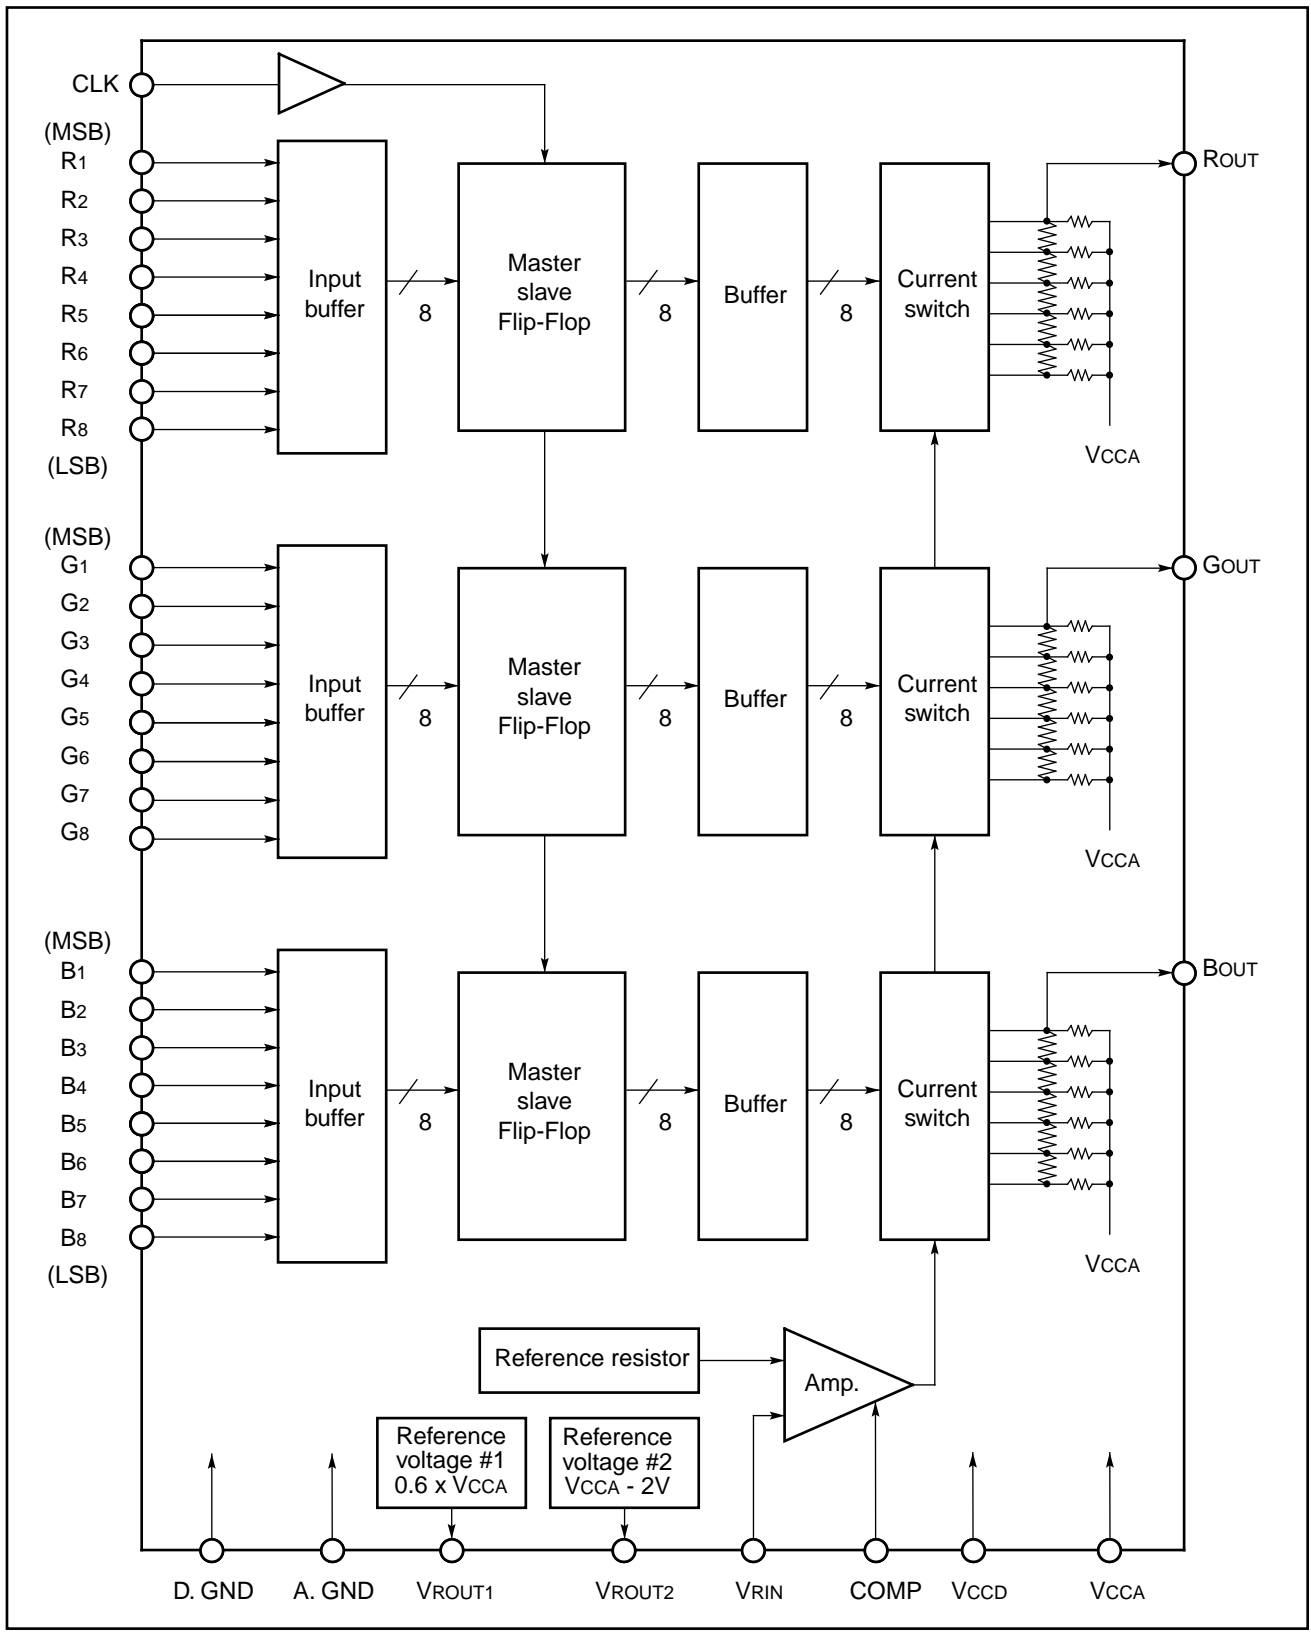 CLK
(MSB)
R1
R2
R3
R4
R5
R6
R7
R8
(LSB)
Input
buffer
8
Master
slave
Flip-Flop
8
Buffer
8
Current
switch
ROUT
VCCA
(MSB)
G1
G2
G3
G4
G5
G6
G7
G8
Input
buffer
8
Master
slave
Flip-Flop
8
Buffer
8
Current
switch
GOUT
VCCA
(MSB)
B1
B2
B3
B4
B5
B6
B7
B8
(LSB)
Input
buffer
8
Master
slave
Flip-Flop
8
Buffer
8
Current
switch
BOUT
VCCA
Reference resistor
Amp.
Reference
voltage #1
0.6 x VCCA
Reference
voltage #2
VCCA - 2V
D. GND
A. GND
VROUT1
VROUT2
VRIN
COMP
VCCD
VCCA